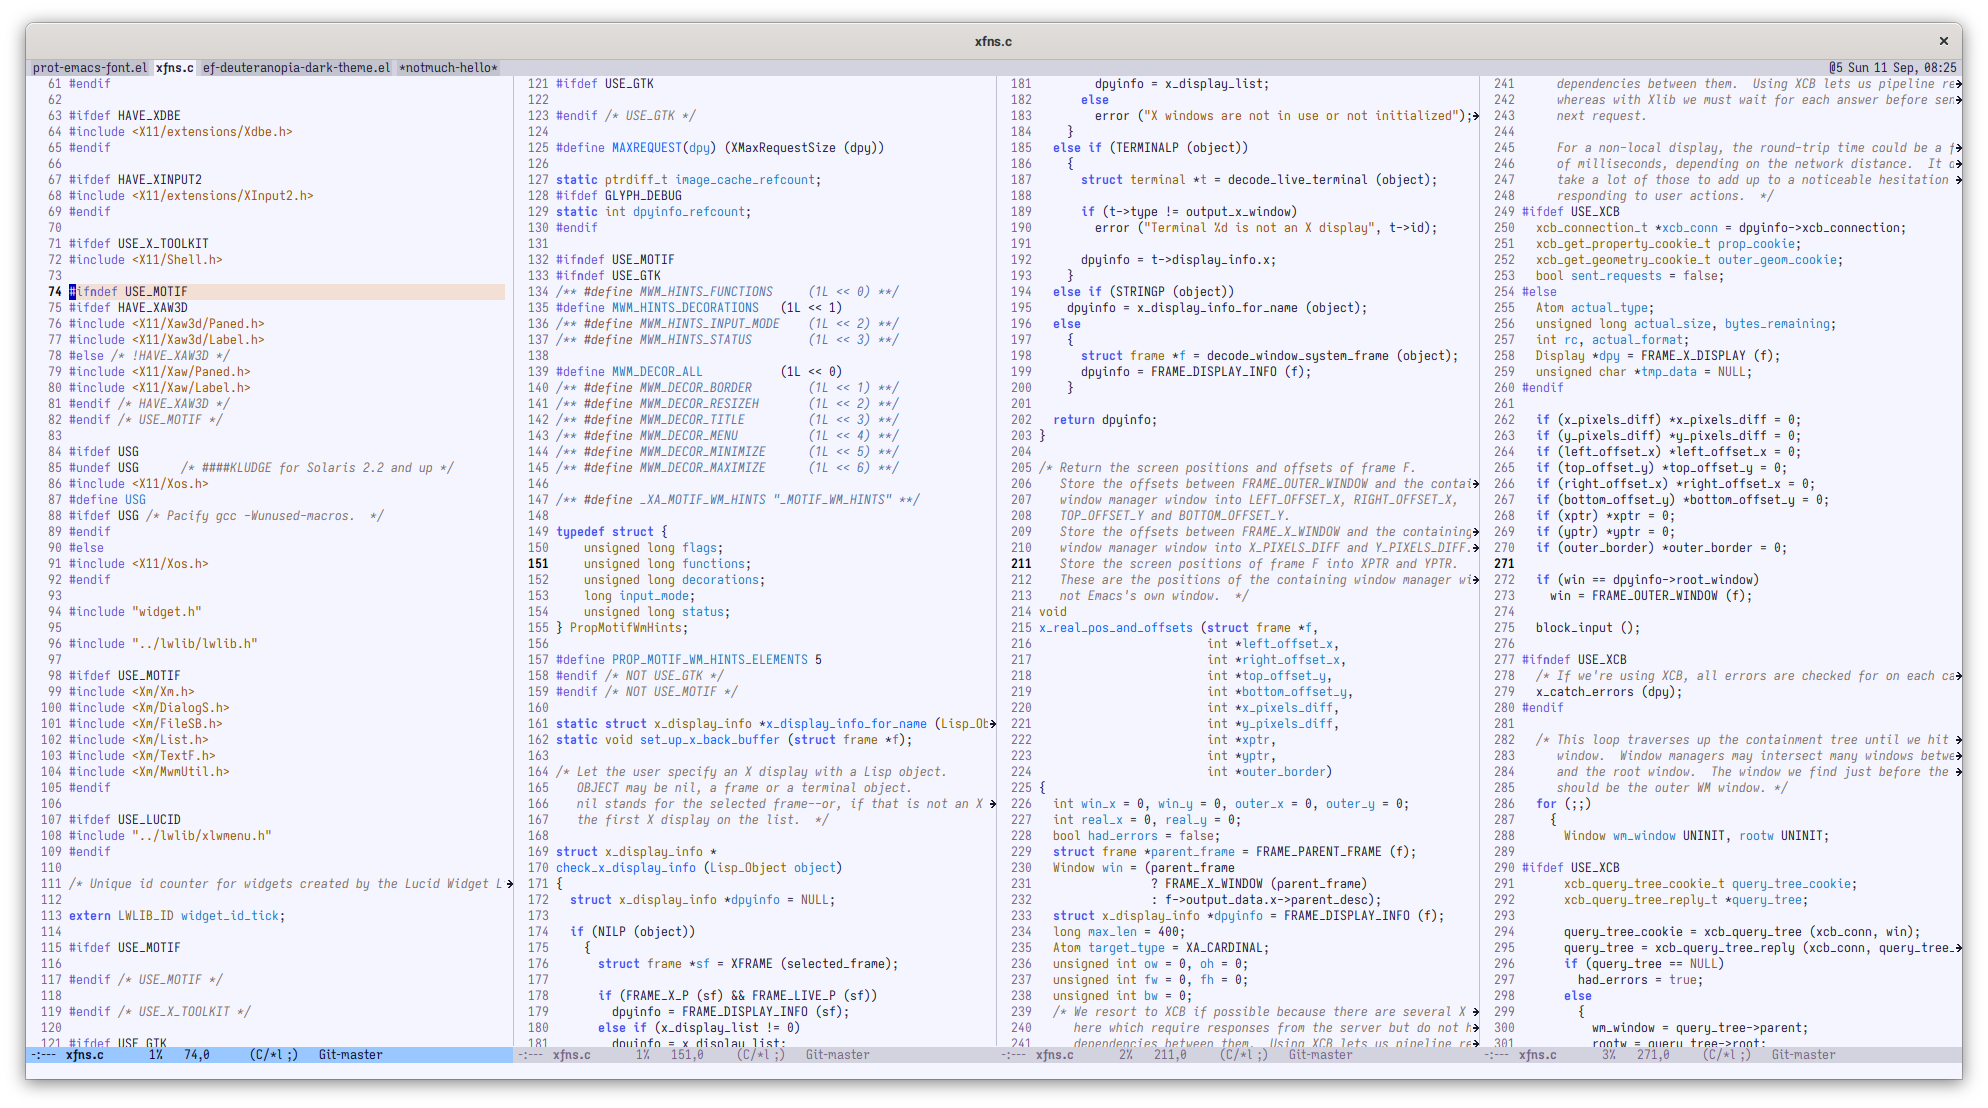 xfns.c
prot-emacs-font.el xfns.c ef-deuteranopia-dark-theme.el *notmuch-hello*
@5 Sun 11 Sep, 08:25
61 #endif
62
63 #ifdef HAVE_XDBE
64 #include <X11/extensions/Xdbe.h>
65 #endif
66
67 #ifdef HAVE_XINPUT2
68 #include <X11/extensions/XInput2.h>
69 #endif
70
71 #ifdef USE_X_TOOLKIT
72 #include <X11/Shell.h>
73
74 #ifndef USE_MOTIF
75 #ifdef HAVE_XAW3D
76 #include <X11/Xaw3d/Paned.h>
77 #include <X11/Xaw3d/Label.h>
78 #else /* !HAVE_XAW3D */
79 #include <X11/Xaw/Paned.h>
80 #include <X11/Xaw/Label.h>
81 #endif /* HAVE_XAW3D */
82 #endif /* USE_MOTIF */
83
84 #ifdef USG
85 #undef USG      /* ####KLUDGE for Solaris 2.2 and up */
86 #include <X11/Xos.h>
87 #define USG
88 #ifdef USG /* Pacify gcc -Wunused-macros.  */
89 #endif
90 #else
91 #include <X11/Xos.h>
92 #endif
93
94 #include "widget.h"
95
96 #include "../lwlib/lwlib.h"
97
98 #ifdef USE_MOTIF
99 #include <Xm/Xm.h>
100 #include <Xm/DialogS.h>
101 #include <Xm/FileSB.h>
102 #include <Xm/List.h>
103 #include <Xm/TextF.h>
104 #include <Xm/MwmUtil.h>
105 #endif
106
107 #ifdef USE_LUCID
108 #include "../lwlib/xlwmenu.h"
109 #endif
110
111 /* Unique id counter for widgets created by the Lucid Widget L
112
113 extern LWLIB_ID widget_id_tick;
114
115 #ifdef USE_MOTIF
116
117 #endif /* USE_MOTIF */
118
119 #endif /* USE_X_TOOLKIT */
120
121 #ifdef USE_GTK
-:--- xfns.c 1% 74,0 (C/*l ;) Git-master
121 #ifdef USE_GTK
122
123 #endif /* USE_GTK */
124
125 #define MAXREQUEST(dpy) (XMaxRequestSize (dpy))
126
127 static ptrdiff_t image_cache_refcount;
128 #ifdef GLYPH_DEBUG
129 static int dpyinfo_refcount;
130 #endif
131
132 #ifndef USE_MOTIF
133 #ifndef USE_GTK
134 /** #define MWM_HINTS_FUNCTIONS     (1L << 0) **/
135 #define MWM_HINTS_DECORATIONS   (1L << 1)
136 /** #define MWM_HINTS_INPUT_MODE    (1L << 2) **/
137 /** #define MWM_HINTS_STATUS        (1L << 3) **/
138
139 #define MWM_DECOR_ALL           (1L << 0)
140 /** #define MWM_DECOR_BORDER        (1L << 1) **/
141 /** #define MWM_DECOR_RESIZEH       (1L << 2) **/
142 /** #define MWM_DECOR_TITLE         (1L << 3) **/
143 /** #define MWM_DECOR_MENU          (1L << 4) **/
144 /** #define MWM_DECOR_MINIMIZE      (1L << 5) **/
145 /** #define MWM_DECOR_MAXIMIZE      (1L << 6) **/
146
147 /** #define _XA_MOTIF_WM_HINTS "_MOTIF_WM_HINTS" **/
148
149 typedef struct {
150     unsigned long flags;
151     unsigned long functions;
152     unsigned long decorations;
153     long input_mode;
154     unsigned long status;
155 } PropMotifWmHints;
156
157 #define PROP_MOTIF_WM_HINTS_ELEMENTS 5
158 #endif /* NOT USE_GTK */
159 #endif /* NOT USE_MOTIF */
160
161 static struct x_display_info *x_display_info_for_name (Lisp_Ob
162 static void set_up_x_back_buffer (struct frame *f);
163
164 /* Let the user specify an X display with a Lisp object.
165    OBJECT may be nil, a frame or a terminal object.
166    nil stands for the selected frame--or, if that is not an X
167    the first X display on the list.  */
168
169 struct x_display_info *
170 check_x_display_info (Lisp_Object object)
171 {
172   struct x_display_info *dpyinfo = NULL;
173
174   if (NILP (object))
175     {
176       struct frame *sf = XFRAME (selected_frame);
177
178       if (FRAME_X_P (sf) && FRAME_LIVE_P (sf))
179         dpyinfo = FRAME_DISPLAY_INFO (sf);
180       else if (x_display_list != 0)
181         dpyinfo = x_display_list;
-:--- xfns.c 1% 151,0 (C/*l ;) Git-master
181         dpyinfo = x_display_list;
182       else
183         error ("X windows are not in use or not initialized");
184     }
185   else if (TERMINALP (object))
186     {
187       struct terminal *t = decode_live_terminal (object);
188
189       if (t->type != output_x_window)
190         error ("Terminal %d is not an X display", t->id);
191
192       dpyinfo = t->display_info.x;
193     }
194   else if (STRINGP (object))
195     dpyinfo = x_display_info_for_name (object);
196   else
197     {
198       struct frame *f = decode_window_system_frame (object);
199       dpyinfo = FRAME_DISPLAY_INFO (f);
200     }
201
202   return dpyinfo;
203 }
204
205 /* Return the screen positions and offsets of frame F.
206    Store the offsets between FRAME_OUTER_WINDOW and the contai
207    window manager window into LEFT_OFFSET_X, RIGHT_OFFSET_X,
208    TOP_OFFSET_Y and BOTTOM_OFFSET_Y.
209    Store the offsets between FRAME_X_WINDOW and the containing
210    window manager window into X_PIXELS_DIFF and Y_PIXELS_DIFF.
211    Store the screen positions of frame F into XPTR and YPTR.
212    These are the positions of the containing window manager wi
213    not Emacs's own window.  */
214 void
215 x_real_pos_and_offsets (struct frame *f,
216                         int *left_offset_x,
217                         int *right_offset_x,
218                         int *top_offset_y,
219                         int *bottom_offset_y,
220                         int *x_pixels_diff,
221                         int *y_pixels_diff,
222                         int *xptr,
223                         int *yptr,
224                         int *outer_border)
225 {
226   int win_x = 0, win_y = 0, outer_x = 0, outer_y = 0;
227   int real_x = 0, real_y = 0;
228   bool had_errors = false;
229   struct frame *parent_frame = FRAME_PARENT_FRAME (f);
230   Window win = (parent_frame
231                 ? FRAME_X_WINDOW (parent_frame)
232                 : f->output_data.x->parent_desc);
233   struct x_display_info *dpyinfo = FRAME_DISPLAY_INFO (f);
234   long max_len = 400;
235   Atom target_type = XA_CARDINAL;
236   unsigned int ow = 0, oh = 0;
237   unsigned int fw = 0, fh = 0;
238   unsigned int bw = 0;
239   /* We resort to XCB if possible because there are several X
240      here which require responses from the server but do not h
241      dependencies between them.  Using XCB lets us pipeline re
-:--- xfns.c 2% 211,0 (C/*l ;) Git-master
241      dependencies between them.  Using XCB lets us pipeline re
242      whereas with Xlib we must wait for each answer before sen
243      next request.
244
245      For a non-local display, the round-trip time could be a f
246      of milliseconds, depending on the network distance.  It c
247      take a lot of those to add up to a noticeable hesitation
248      responding to user actions.  */
249 #ifdef USE_XCB
250   xcb_connection_t *xcb_conn = dpyinfo->xcb_connection;
251   xcb_get_property_cookie_t prop_cookie;
252   xcb_get_geometry_cookie_t outer_geom_cookie;
253   bool sent_requests = false;
254 #else
255   Atom actual_type;
256   unsigned long actual_size, bytes_remaining;
257   int rc, actual_format;
258   Display *dpy = FRAME_X_DISPLAY (f);
259   unsigned char *tmp_data = NULL;
260 #endif
261
262   if (x_pixels_diff) *x_pixels_diff = 0;
263   if (y_pixels_diff) *y_pixels_diff = 0;
264   if (left_offset_x) *left_offset_x = 0;
265   if (top_offset_y) *top_offset_y = 0;
266   if (right_offset_x) *right_offset_x = 0;
267   if (bottom_offset_y) *bottom_offset_y = 0;
268   if (xptr) *xptr = 0;
269   if (yptr) *yptr = 0;
270   if (outer_border) *outer_border = 0;
271
272   if (win == dpyinfo->root_window)
273     win = FRAME_OUTER_WINDOW (f);
274
275   block_input ();
276
277 #ifndef USE_XCB
278   /* If we're using XCB, all errors are checked for on each ca
279   x_catch_errors (dpy);
280 #endif
281
282   /* This loop traverses up the containment tree until we hit
283      window.  Window managers may intersect many windows betwe
284      and the root window.  The window we find just before the
285      should be the outer WM window. */
286   for (;;)
287     {
288       Window wm_window UNINIT, rootw UNINIT;
289
290 #ifdef USE_XCB
291       xcb_query_tree_cookie_t query_tree_cookie;
292       xcb_query_tree_reply_t *query_tree;
293
294       query_tree_cookie = xcb_query_tree (xcb_conn, win);
295       query_tree = xcb_query_tree_reply (xcb_conn, query_tree_
296       if (query_tree == NULL)
297         had_errors = true;
298       else
299         {
300           wm_window = query_tree->parent;
301           rootw = query_tree->root;
-:--- xfns.c 3% 271,0 (C/*l ;) Git-master